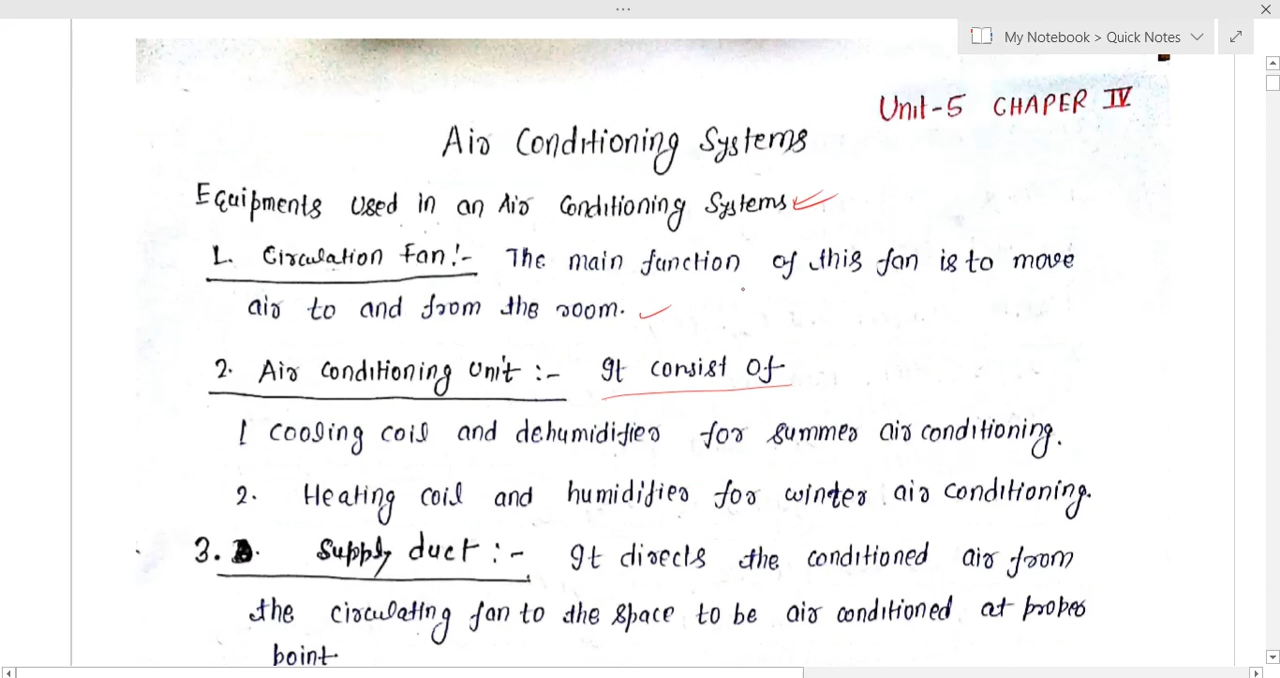 ...
My Notebook > Quick Notes
Unit-5 CHAPER IV
Air Conditioning Systems
Equipments used in an Air Conditioning Systems
1. Circulation Fan:- The main function of this fan is to move
air to and from the room.
2. Air Conditioning Unit :- It consist of
1 cooling coil and dehumidifier for summer air conditioning.
2. Heating coil and humidifier for winter air conditioning.
3. Supply duct :- It directs the conditioned air from
the circulating fan to the space to be air conditioned at proper
point.